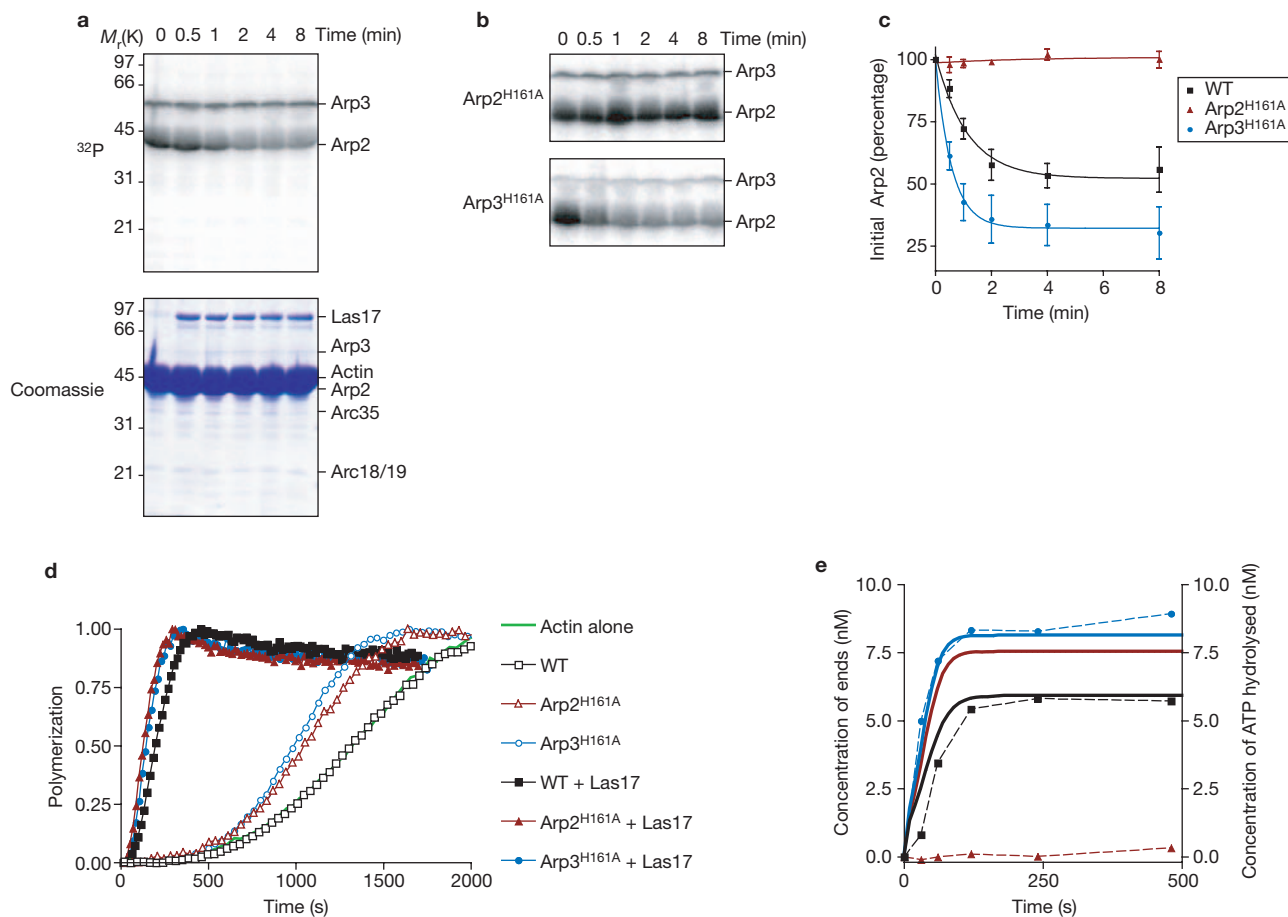 a
Mr(K) 0 0.5 1 2 4 8 Time (min)
97
66
45
31
21
32P
Arp3
Arp2
97
66
45
31
21
Coomassie
Las17
Arp3
Actin
Arp2
Arc35
Arc18/19
b
0 0.5 1 2 4 8 Time (min)
Arp2H161A
Arp3
Arp2
Arp3H161A
Arp3
Arp2
c
Initial Arp2 (percentage)
100
75
50
25
0 2 4 6 8
Time (min)
WT
Arp2H161A
Arp3H161A
d
Polymerization
1.00
0.75
0.50
0.25
0.00
0 500 1000 1500 2000
Time (s)
Actin alone
WT
Arp2H161A
Arp3H161A
WT + Las17
Arp2H161A + Las17
Arp3H161A + Las17
e
Concentration of ends (nM)
10.0
7.5
5.0
2.5
0.0
0 250 500
Time (s)
10.0
7.5
5.0
2.5
0.0
Concentration of ATP hydrolysed (nM)